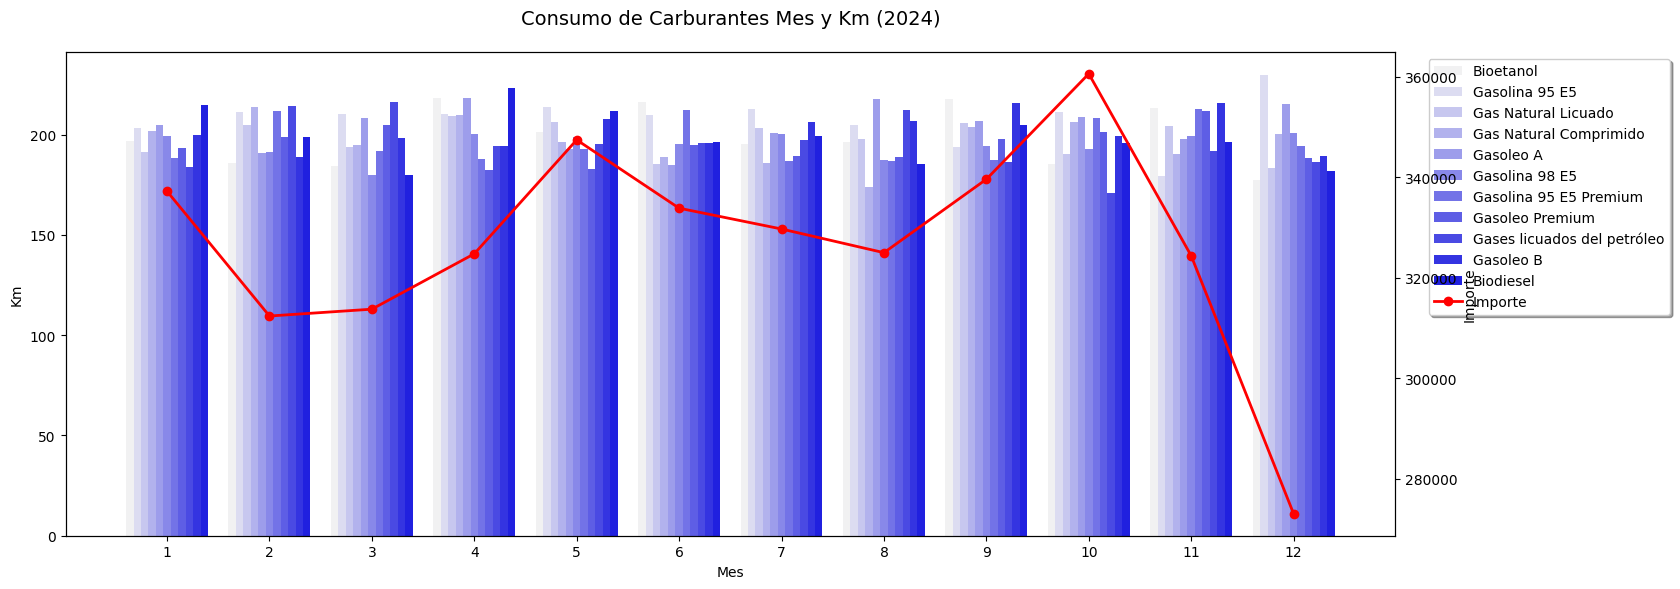 Consumo de Carburantes Mes y Km (2024)
Km
200
150
100
50
0
1 2 3 4 5 6 7 8 9 10 11 12
Mes
360000
340000
320000
300000
280000
Importe
Bioetanol
Gasolina 95 E5
Gas Natural Licuado
Gas Natural Comprimido
Gasoleo A
Gasolina 98 E5
Gasolina 95 E5 Premium
Gasoleo Premium
Gases licuados del petróleo
Gasoleo B
Biodiesel
Importe